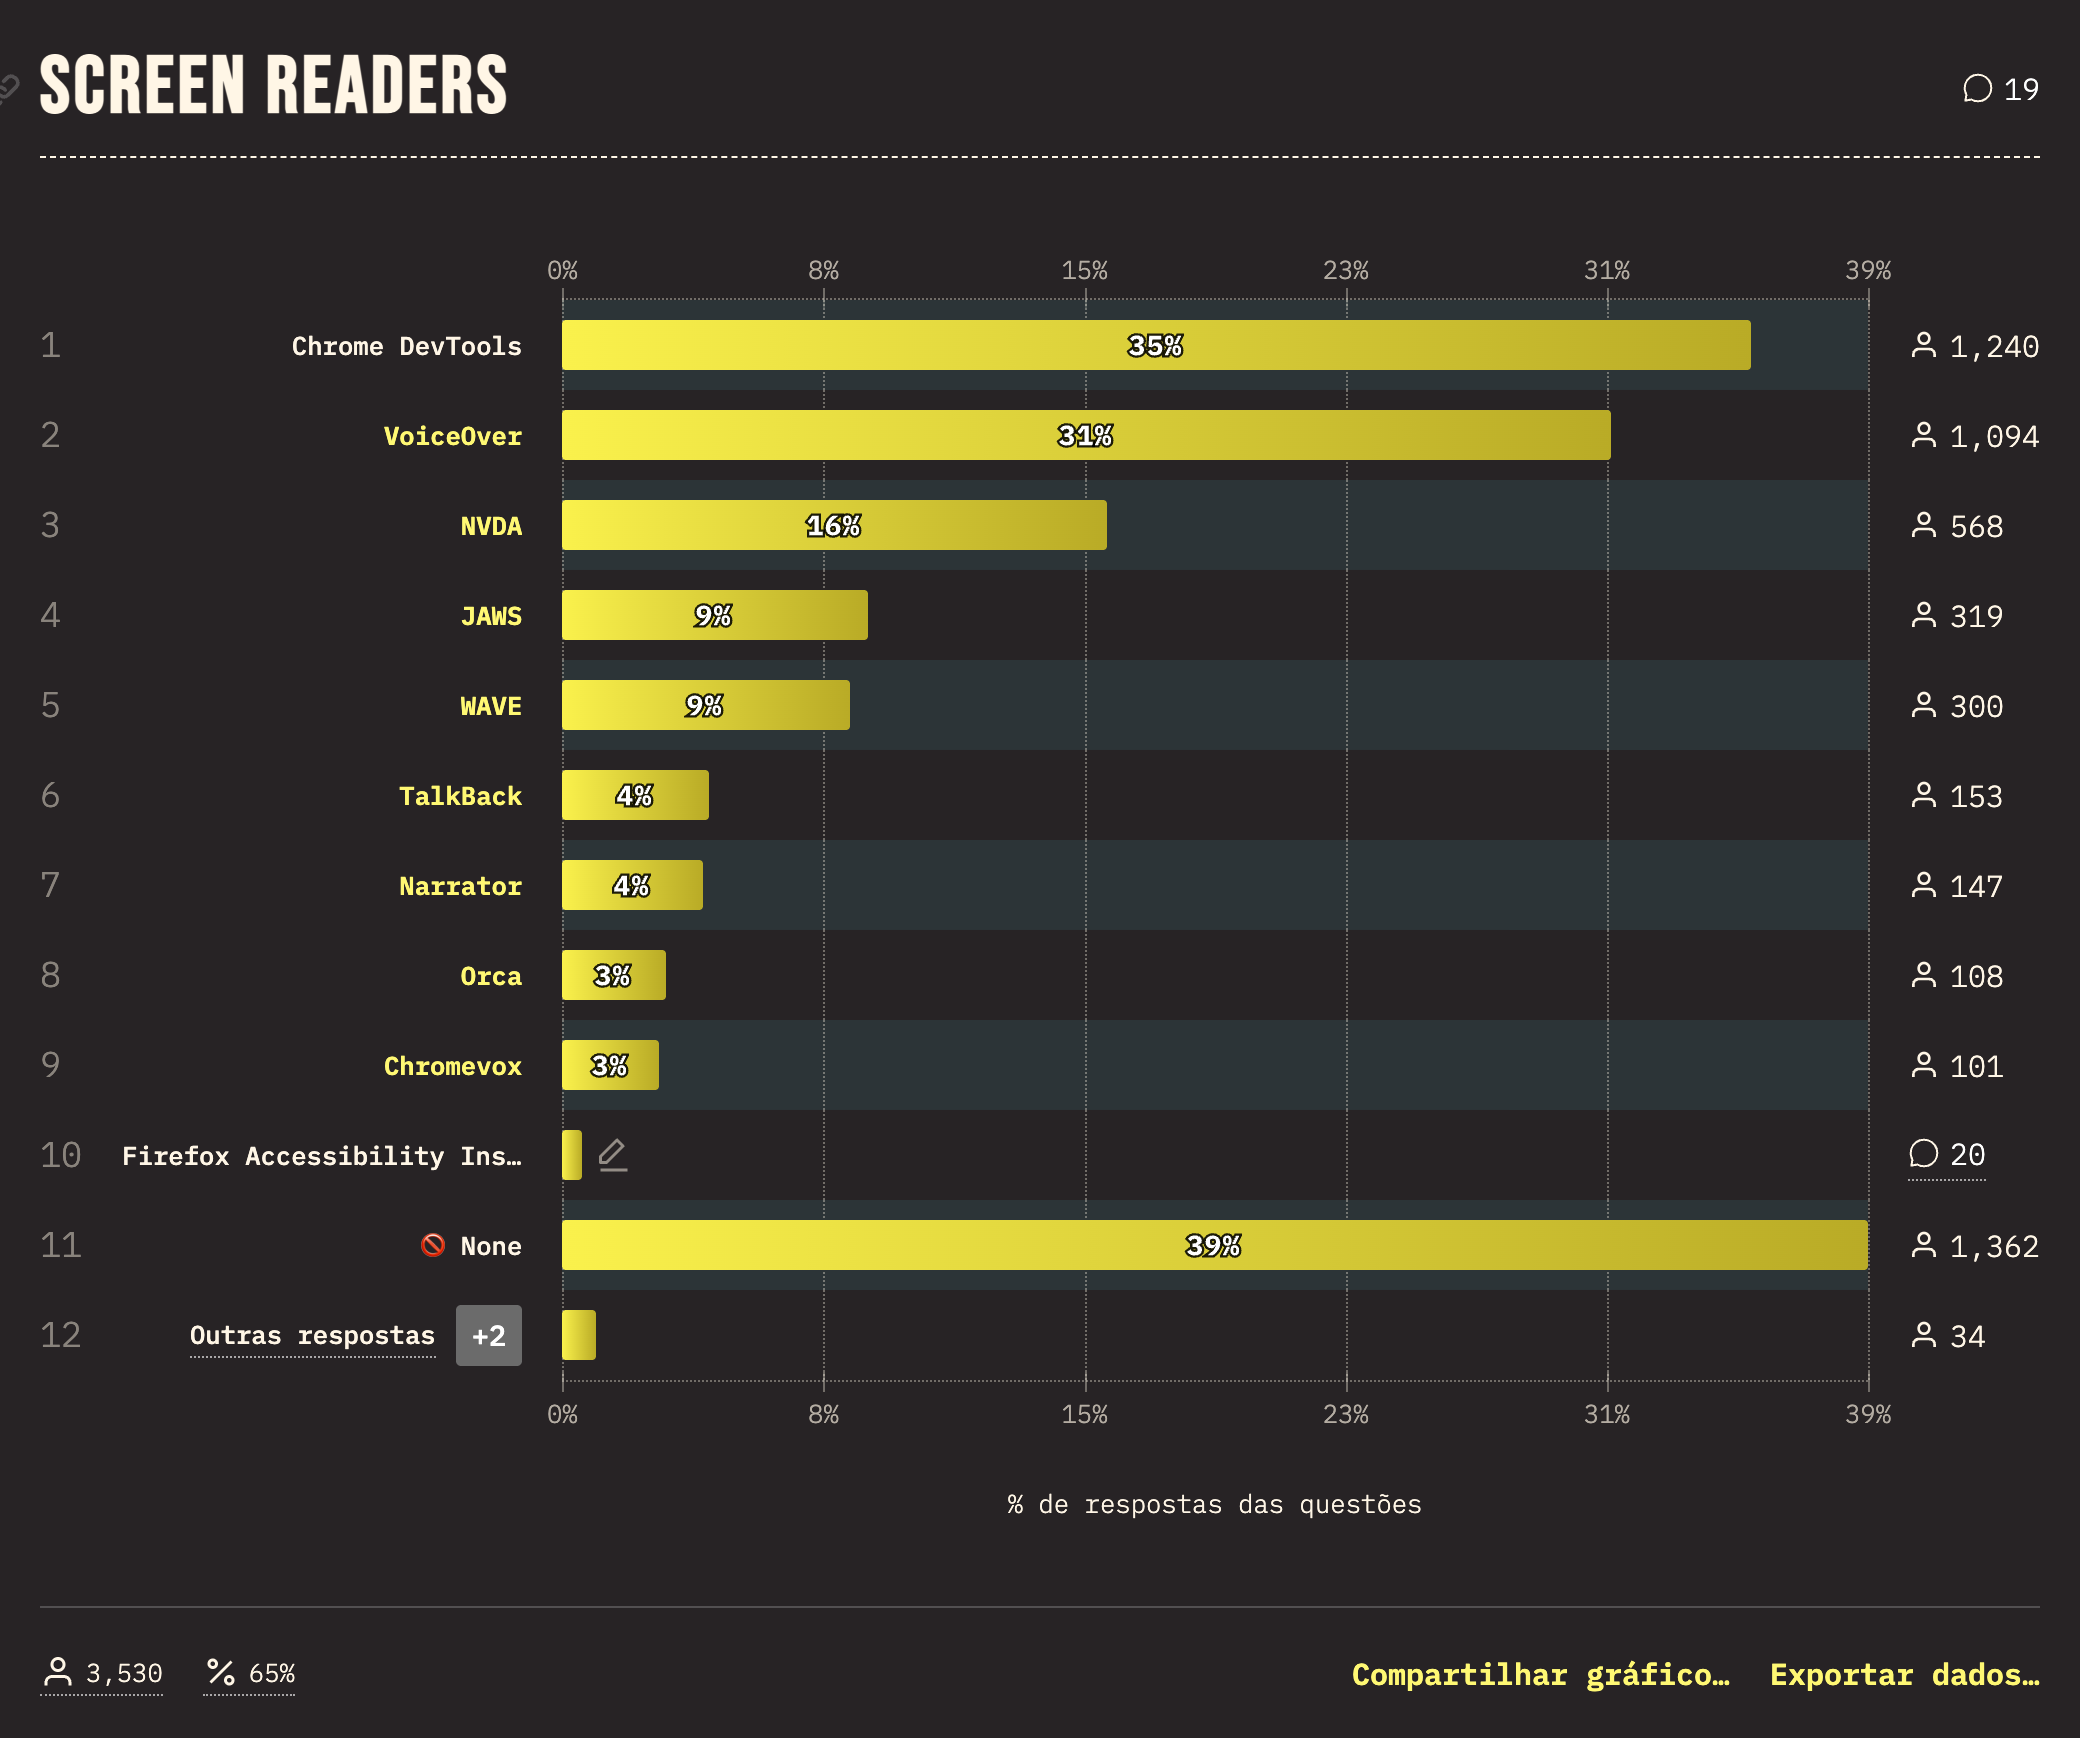 SCREEN READERS
19
0% 8% 15% 23% 31% 39%
1 Chrome DevTools 35% 1,240
2 VoiceOver 31% 1,094
3 NVDA 16% 568
4 JAWS 9% 319
5 WAVE 9% 300
6 TalkBack 4% 153
7 Narrator 4% 147
8 Orca 3% 108
9 Chromevox 3% 101
10 Firefox Accessibility Ins… 20
11 🚫 None 39% 1,362
12 Outras respostas +2 34
0% 8% 15% 23% 31% 39%
% de respostas das questões
3,530 % 65% Compartilhar gráfico… Exportar dados…